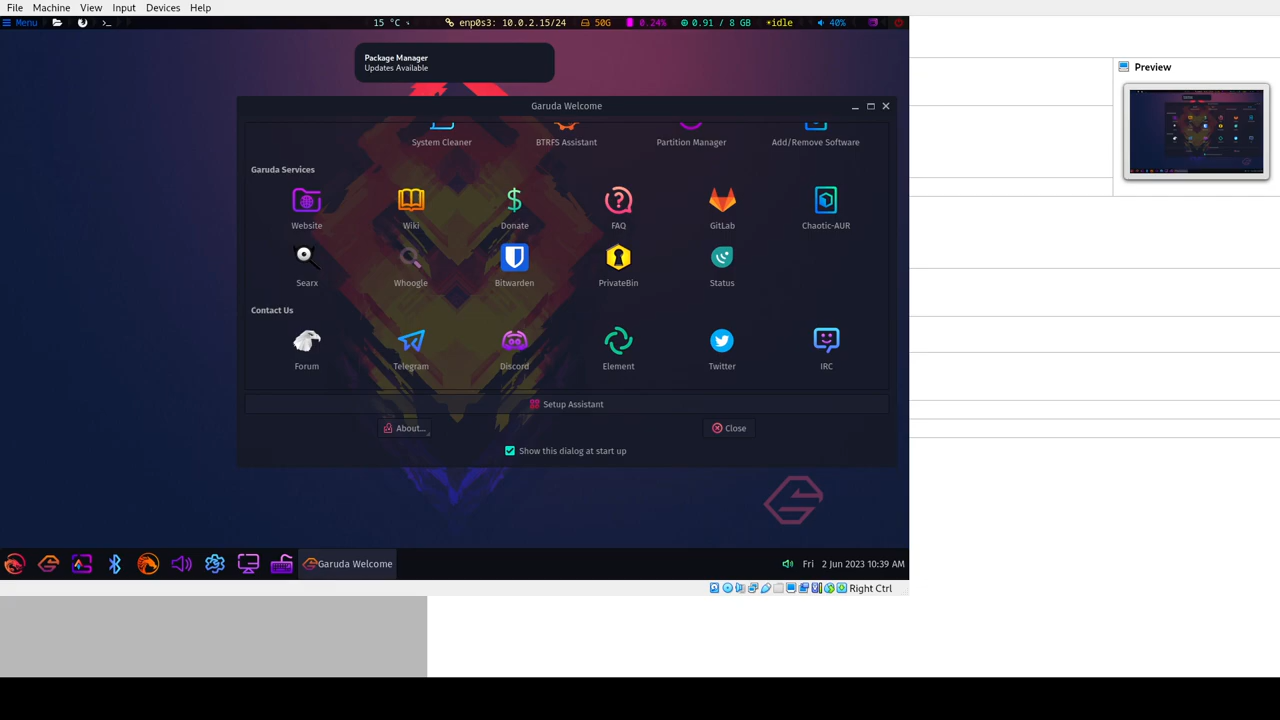 File Machine View Input Devices Help
Menu >_ 15 °C enp0s3: 10.0.2.15/24 50G 0.24% 0.91 / 8 GB idle 40%
Package Manager
Updates Available
Preview
Garuda Welcome
System Cleaner BTRFS Assistant Partition Manager Add/Remove Software
Garuda Services
Website Wiki Donate FAQ GitLab Chaotic-AUR
Searx Whoogle Bitwarden PrivateBin Status
Contact Us
Forum Telegram Discord Element Twitter IRC
Setup Assistant
About... Close
Show this dialog at start up
Garuda Welcome Fri 2 Jun 2023 10:39 AM
Right Ctrl